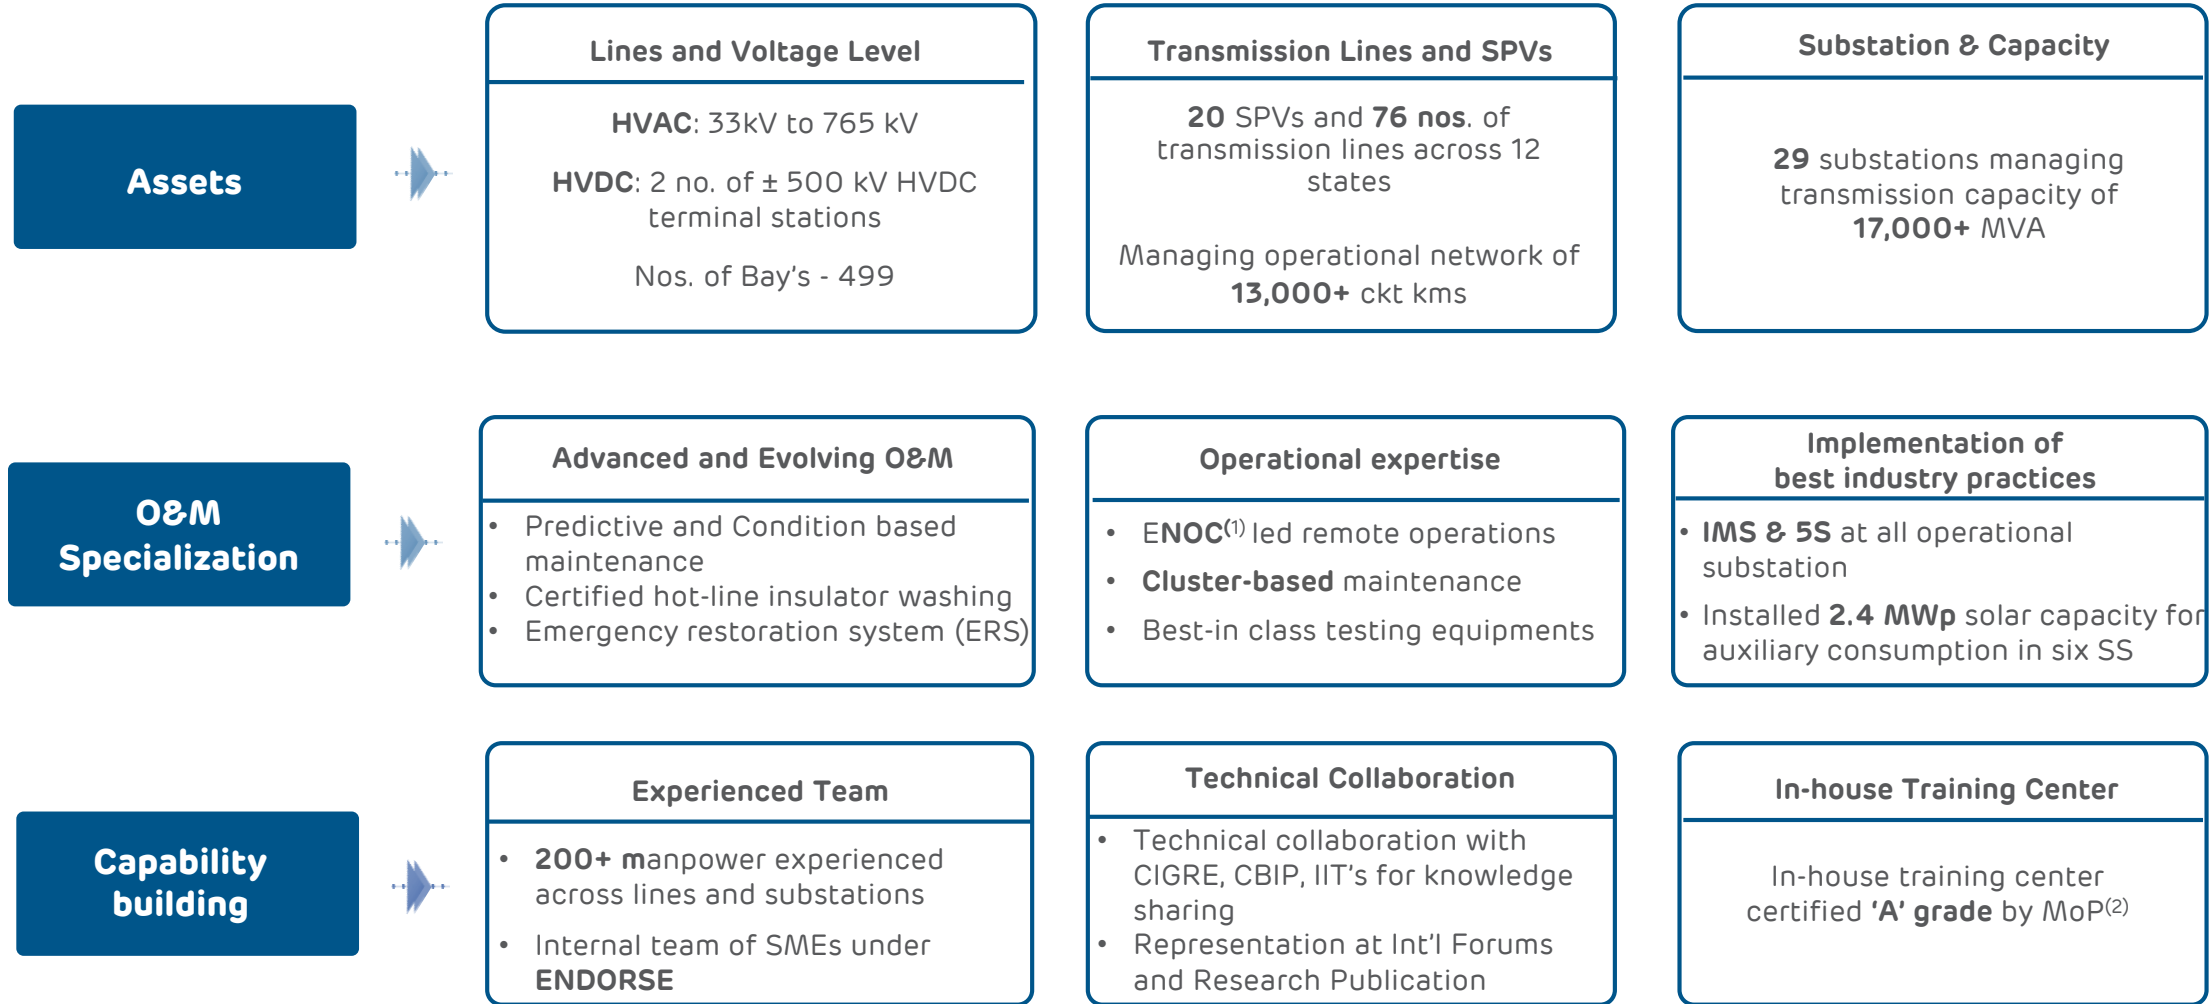 Assets
Lines and Voltage Level
HVAC: 33kV to 765 kV
HVDC: 2 no. of ± 500 kV HVDC
terminal stations
Nos. of Bay's - 499
Transmission Lines and SPVs
20 SPVs and 76 nos. of
transmission lines across 12
states
Managing operational network of
13,000+ ckt kms
Substation & Capacity
29 substations managing
transmission capacity of
17,000+ MVA
O&M
Specialization
Advanced and Evolving O&M
• Predictive and Condition based
maintenance
• Certified hot-line insulator washing
• Emergency restoration system (ERS)
Operational expertise
• ENOC(1) led remote operations
• Cluster-based maintenance
• Best-in class testing equipments
Implementation of
best industry practices
• IMS & 5S at all operational
substation
• Installed 2.4 MWp solar capacity for
auxiliary consumption in six SS
Capability
building
Experienced Team
• 200+ manpower experienced
across lines and substations
• Internal team of SMEs under
ENDORSE
Technical Collaboration
• Technical collaboration with
CIGRE, CBIP, IIT's for knowledge
sharing
• Representation at Int'l Forums
and Research Publication
In-house Training Center
In-house training center
certified 'A' grade by MoP(2)